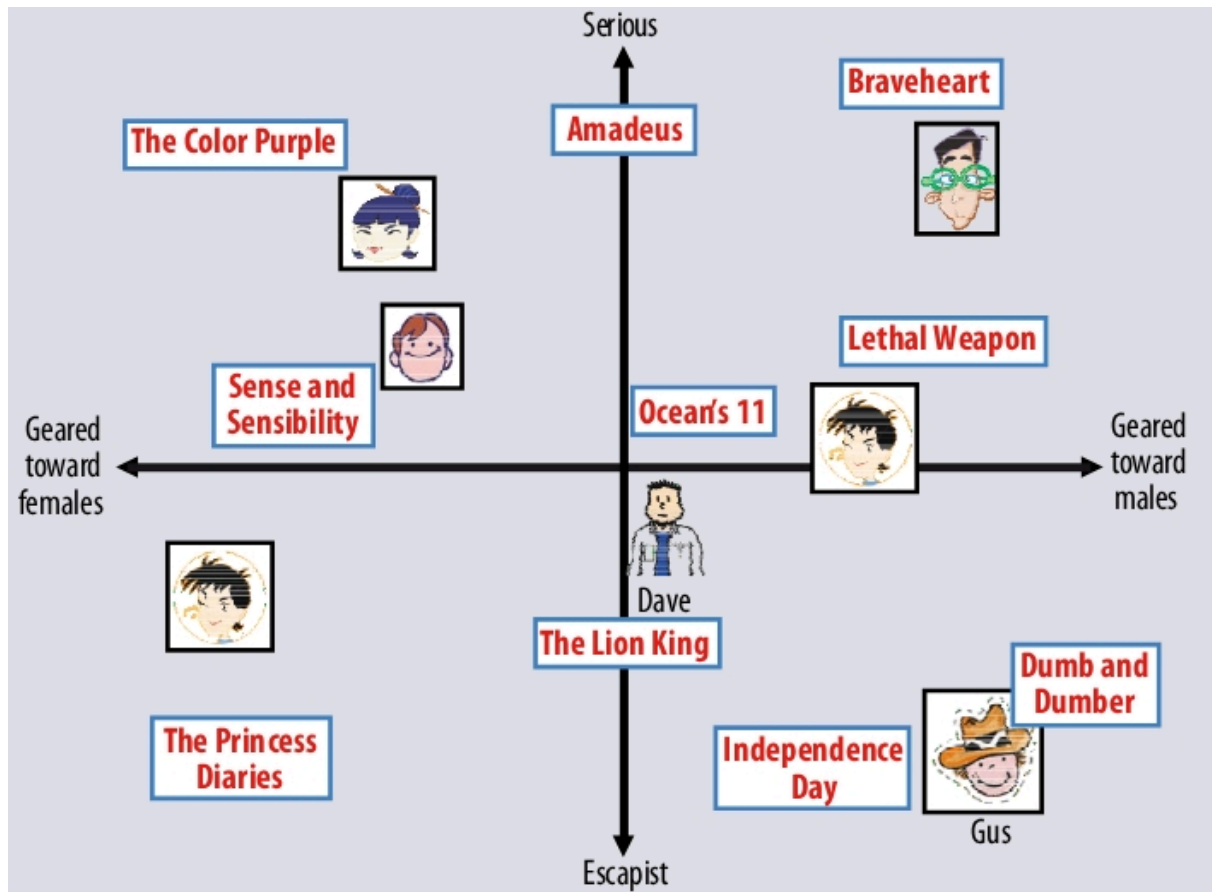 Serious
Braveheart
Amadeus
The Color Purple
Lethal Weapon
Sense and
Sensibility
Ocean's 11
Geared
toward
females
Geared
toward
males
Dave
The Lion King
Dumb and
Dumber
The Princess
Diaries
Independence
Day
Gus
Escapist